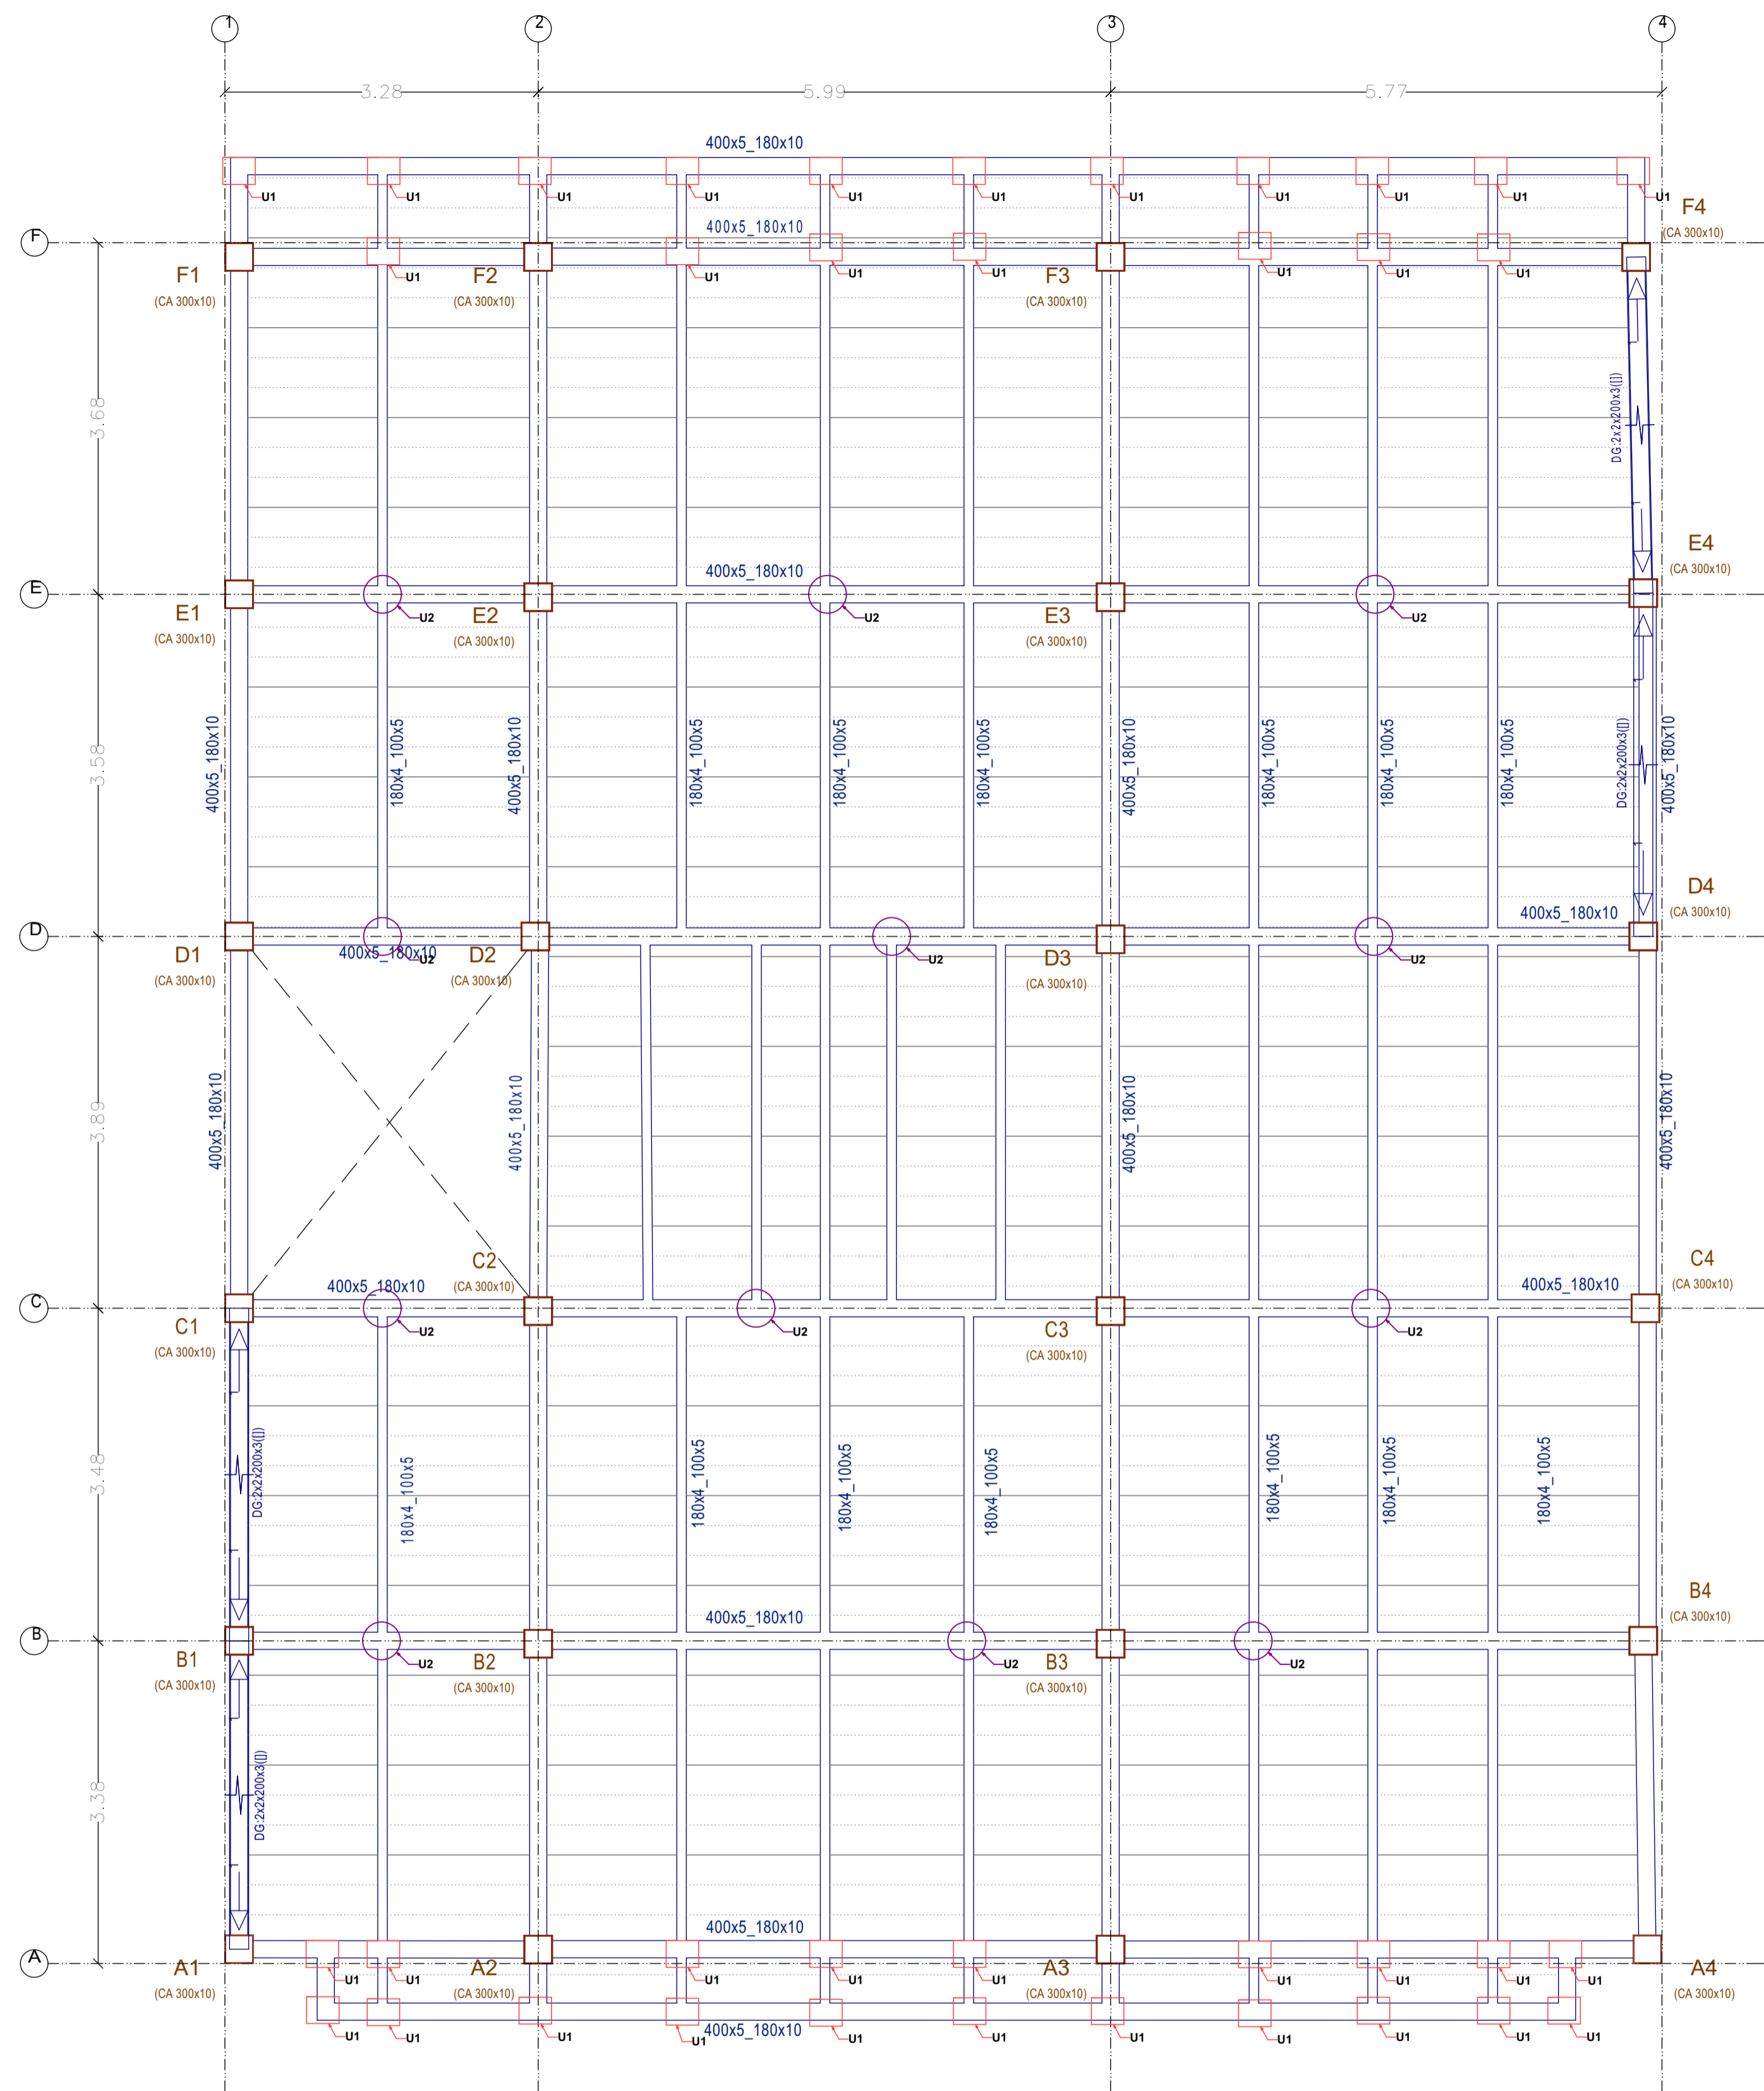 1 2 3 4
3.28 5.99 5.77
400x5_180x10
U1 U1 U1 U1 U1 U1 U1 U1 U1 U1 U1
F4
(CA 300x10)
400x5_180x10
F
F1 U1 F2 U1 U1 U1 F3 U1 U1 U1
(CA 300x10) (CA 300x10) (CA 300x10)
3.68
DG:2x2x200x3([])
E4
(CA 300x10)
400x5_180x10
E
E1 U2 E2 U2 E3 U2
(CA 300x10) (CA 300x10) (CA 300x10)
3.58
400x5_180x10 180x4_100x5 400x5_180x10 180x4_100x5 180x4_100x5 180x4_100x5 400x5_180x10 180x4_100x5 180x4_100x5 180x4_100x5 DG:2x2x200x3([]) 400x5_180x10
D4
400x5_180x10 (CA 300x10)
D
D1 400x5_180x10 U2 D2 U2 D3 U2
(CA 300x10) (CA 300x10) (CA 300x10)
3.89
400x5_180x10 400x5_180x10 400x5_180x10 400x5_180x10
C2 C4
400x5_180x10 (CA 300x10) 400x5_180x10 (CA 300x10)
C
C1 U2 U2 C3 U2
(CA 300x10) (CA 300x10)
3.48
DG:2x2x200x3([]) 180x4_100x5 180x4_100x5 180x4_100x5 180x4_100x5 180x4_100x5 180x4_100x5 180x4_100x5
B4
400x5_180x10 (CA 300x10)
B
B1 U2 B2 U2 B3 U2
(CA 300x10) (CA 300x10) (CA 300x10)
3.38
DG:2x2x200x3([])
400x5_180x10
A
A1 U1 U1 A2 U1 U1 U1 A3 U1 U1 U1 U1 A4
(CA 300x10) (CA 300x10) (CA 300x10) (CA 300x10)
U1 U1 U1 U1 400x5_180x10 U1 U1 U1 U1 U1 U1 U1